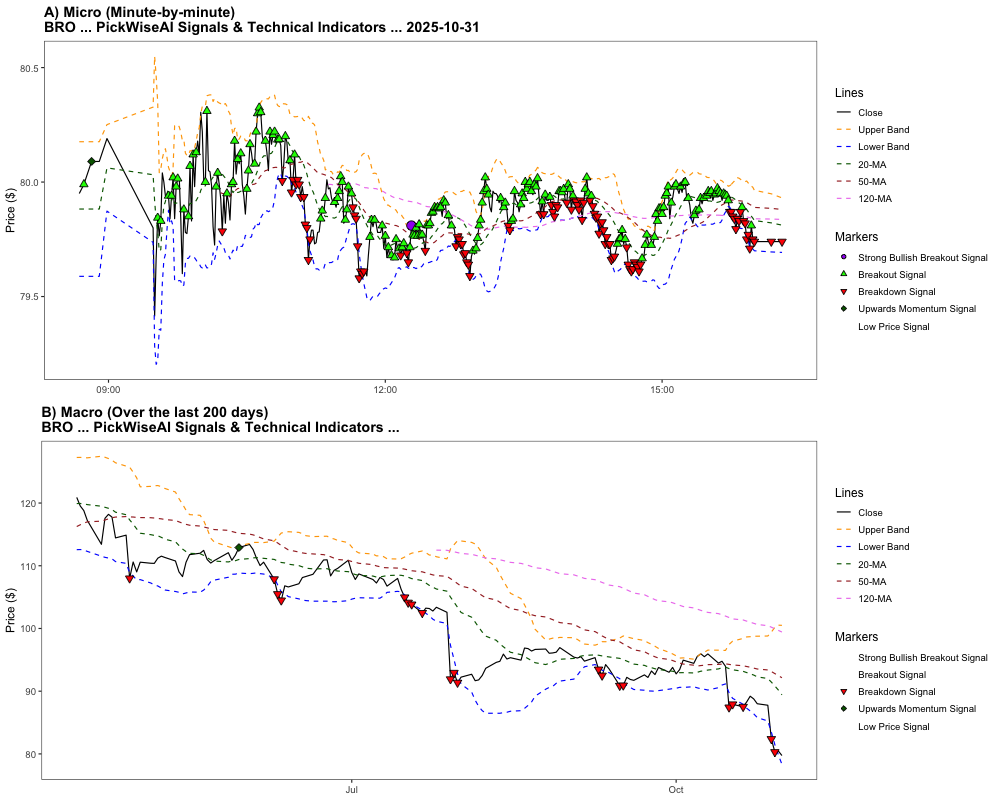 A) Micro (Minute-by-minute)
BRO ... PickWiseAI Signals & Technical Indicators ... 2025-10-31
80.5
80.0
79.5
Price ($)
09:00
12:00
15:00
Lines
Close
Upper Band
Lower Band
20-MA
50-MA
120-MA
Markers
Strong Bullish Breakout Signal
Breakout Signal
Breakdown Signal
Upwards Momentum Signal
Low Price Signal
B) Macro (Over the last 200 days)
BRO ... PickWiseAI Signals & Technical Indicators ...
120
110
100
90
80
Price ($)
Jul
Oct
Lines
Close
Upper Band
Lower Band
20-MA
50-MA
120-MA
Markers
Strong Bullish Breakout Signal
Breakout Signal
Breakdown Signal
Upwards Momentum Signal
Low Price Signal